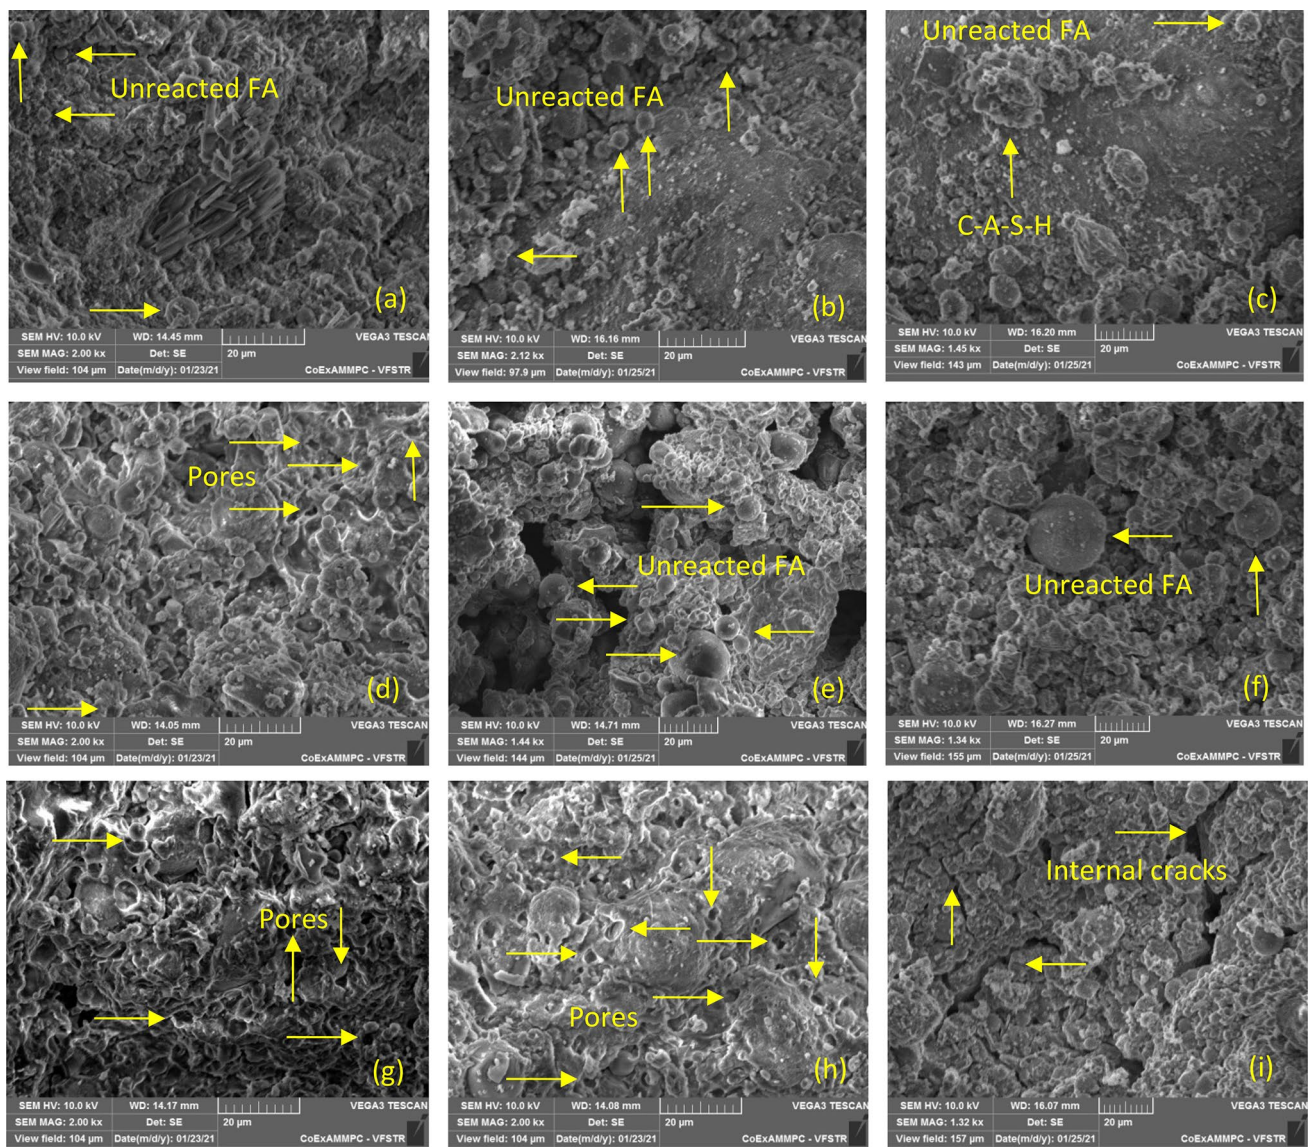 Unreacted FA
(a)
SEM HV: 10.0 kV WD: 14.45 mm VEGA3 TESCAN
SEM MAG: 2.00 kx Det: SE 20 µm
View field: 104 µm Date(m/d/y): 01/23/21 CoExAMMPC - VFSTR
Unreacted FA
(b)
SEM HV: 10.0 kV WD: 16.16 mm VEGA3 TESCAN
SEM MAG: 2.12 kx Det: SE 20 µm
View field: 97.9 µm Date(m/d/y): 01/25/21 CoExAMMPC - VFSTR
Unreacted FA
C-A-S-H
(c)
SEM HV: 10.0 kV WD: 16.20 mm VEGA3 TESCAN
SEM MAG: 1.45 kx Det: SE 20 µm
View field: 143 µm Date(m/d/y): 01/25/21 CoExAMMPC - VFSTR
Pores
(d)
SEM HV: 10.0 kV WD: 14.05 mm VEGA3 TESCAN
SEM MAG: 2.00 kx Det: SE 20 µm
View field: 104 µm Date(m/d/y): 01/23/21 CoExAMMPC - VFSTR
Unreacted FA
(e)
SEM HV: 10.0 kV WD: 14.71 mm VEGA3 TESCAN
SEM MAG: 1.44 kx Det: SE 20 µm
View field: 144 µm Date(m/d/y): 01/25/21 CoExAMMPC - VFSTR
Unreacted FA
(f)
SEM HV: 10.0 kV WD: 16.27 mm VEGA3 TESCAN
SEM MAG: 1.34 kx Det: SE 20 µm
View field: 155 µm Date(m/d/y): 01/25/21 CoExAMMPC - VFSTR
Pores
(g)
SEM HV: 10.0 kV WD: 14.17 mm VEGA3 TESCAN
SEM MAG: 2.00 kx Det: SE 20 µm
View field: 104 µm Date(m/d/y): 01/23/21 CoExAMMPC - VFSTR
Pores
(h)
SEM HV: 10.0 kV WD: 14.08 mm VEGA3 TESCAN
SEM MAG: 2.00 kx Det: SE 20 µm
View field: 104 µm Date(m/d/y): 01/23/21 CoExAMMPC - VFSTR
Internal cracks
(i)
SEM HV: 10.0 kV WD: 16.07 mm VEGA3 TESCAN
SEM MAG: 1.32 kx Det: SE 20 µm
View field: 157 µm Date(m/d/y): 01/25/21 CoExAMMPC - VFSTR